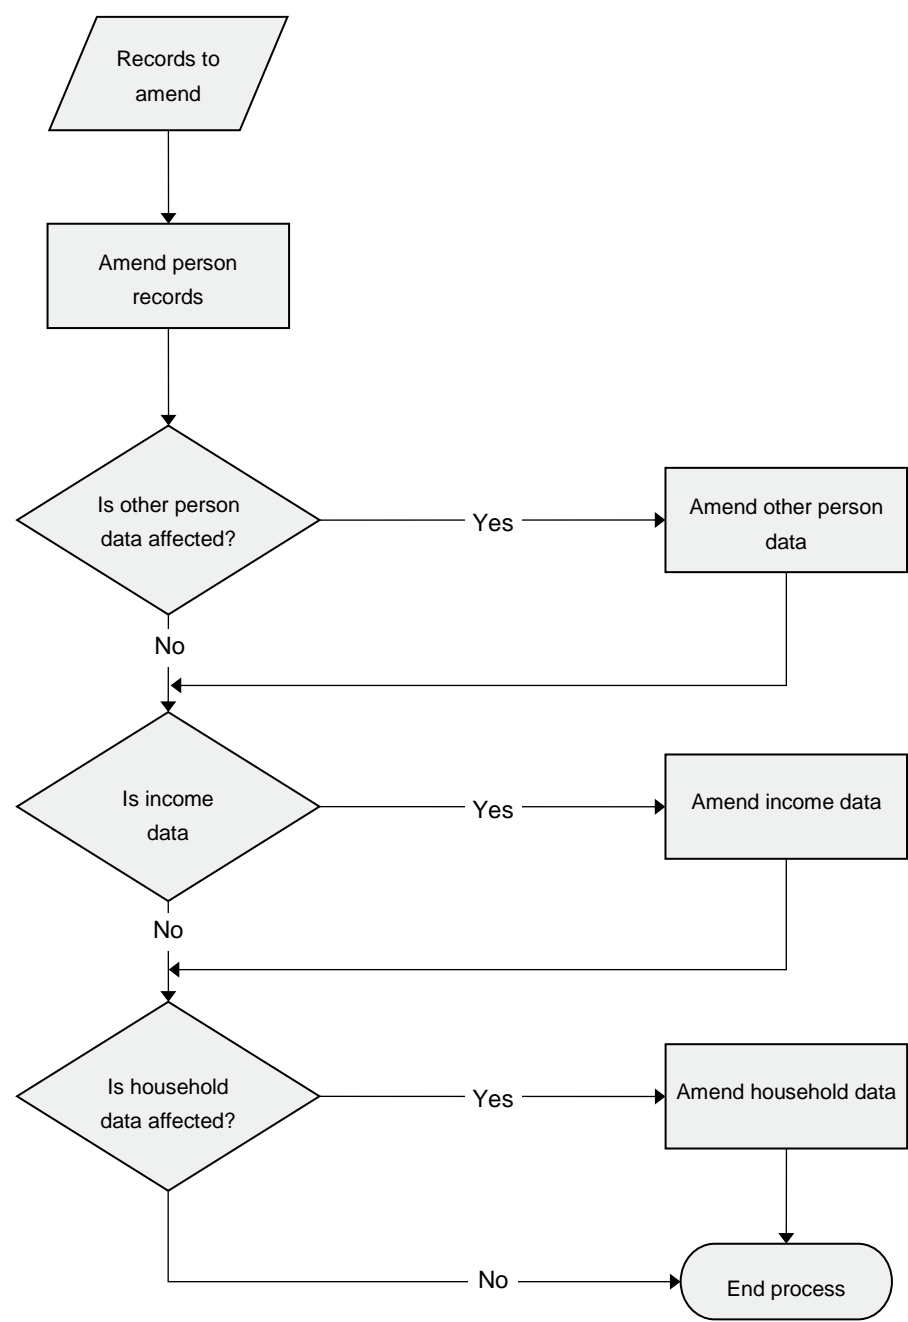 Records to
amend
Amend person
records
Is other person
data affected?
Yes
Amend other person
data
No
Is income
data
Yes
Amend income data
No
Is household
data affected?
Yes
Amend household data
No
End process